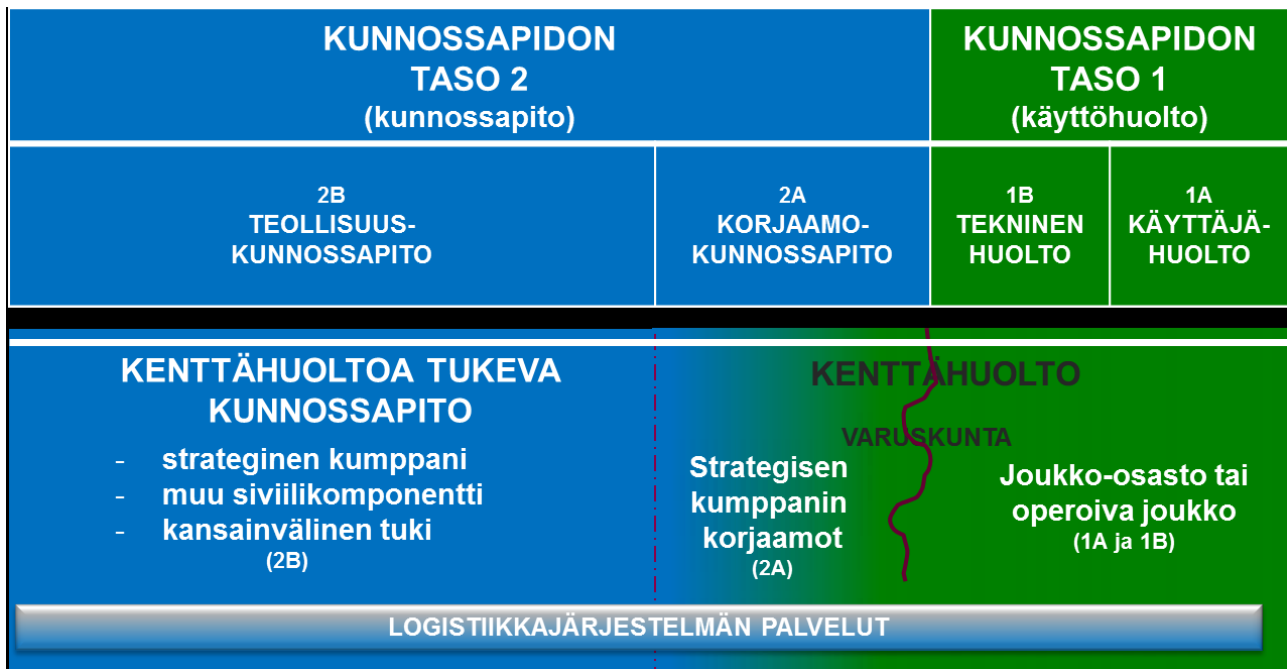 KUNNOSSAPIDON
TASO 2
(kunnossapito)
KUNNOSSAPIDON
TASO 1
(käyttöhuolto)
2B
TEOLLISUUS-
KUNNOSSAPITO
2A
KORJAAMO-
KUNNOSSAPITO
1B
TEKNINEN
HUOLTO
1A
KÄYTTÄJÄ-
HUOLTO
KENTTÄHUOLTOA TUKEVA
KUNNOSSAPITO
- strateginen kumppani
- muu siviilikomponentti
- kansainvälinen tuki
(2B)
KENTTÄHUOLTO
VARUSKUNTA
Strategisen
kumppanin
korjaamot
(2A)
Joukko-osasto tai
operoiva joukko
(1A ja 1B)
LOGISTIIKKAJÄRJESTELMÄN PALVELUT